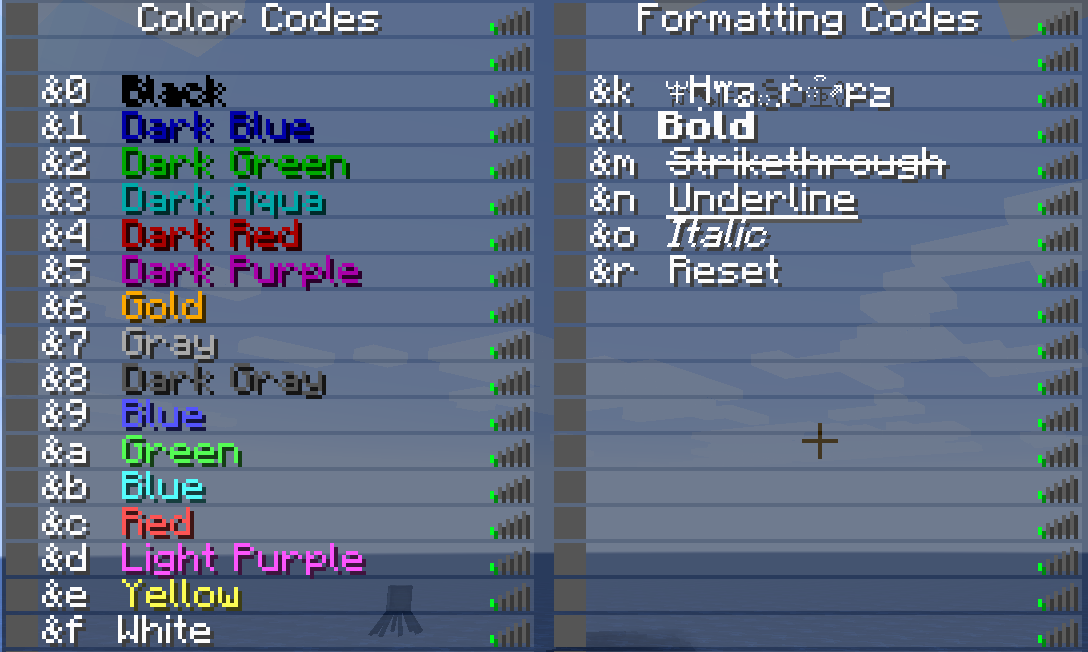 Color Codes
&0 Black
&1 Dark Blue
&2 Dark Green
&3 Dark Aqua
&4 Dark Red
&5 Dark Purple
&6 Gold
&7 Gray
&8 Dark Gray
&9 Blue
&a Green
&b Blue
&c Red
&d Light Purple
&e Yellow
&f White
Formatting Codes
&k
&l Bold
&m Strikethrough
&n Underline
&o Italic
&r Reset